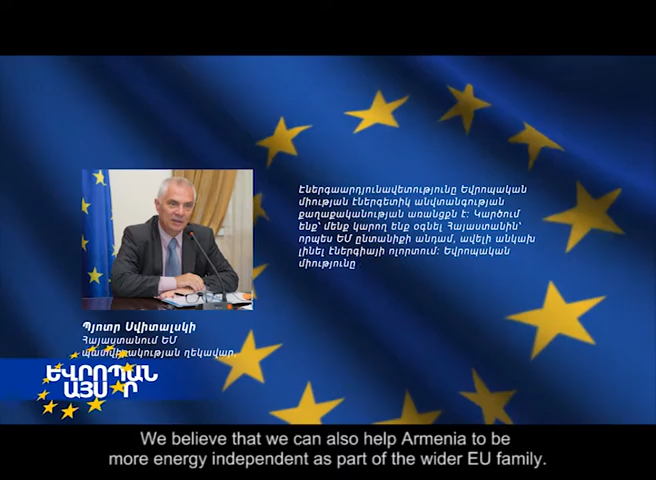 Էներգաարդյունավետությունը Եվրոպական
միության էներգետիկ անվտանգության
քաղաքականության առանցքն է: Կարծում
ենք՝ մենք կարող ենք օգնել Հայաստանին՝
որպես ԵՄ ընտանիքի անդամ, ավելի անկախ
լինել էներգիայի ոլորտում: Եվրոպական
միությունը
Պյոտր Սվիտալսկի
Հայաստանում ԵՄ
պատվիրակության ղեկավար,
ԵՎՐՈՊԱՆ
ԱՅՍՕՐ
We believe that we can also help Armenia to be
more energy independent as part of the wider EU family.